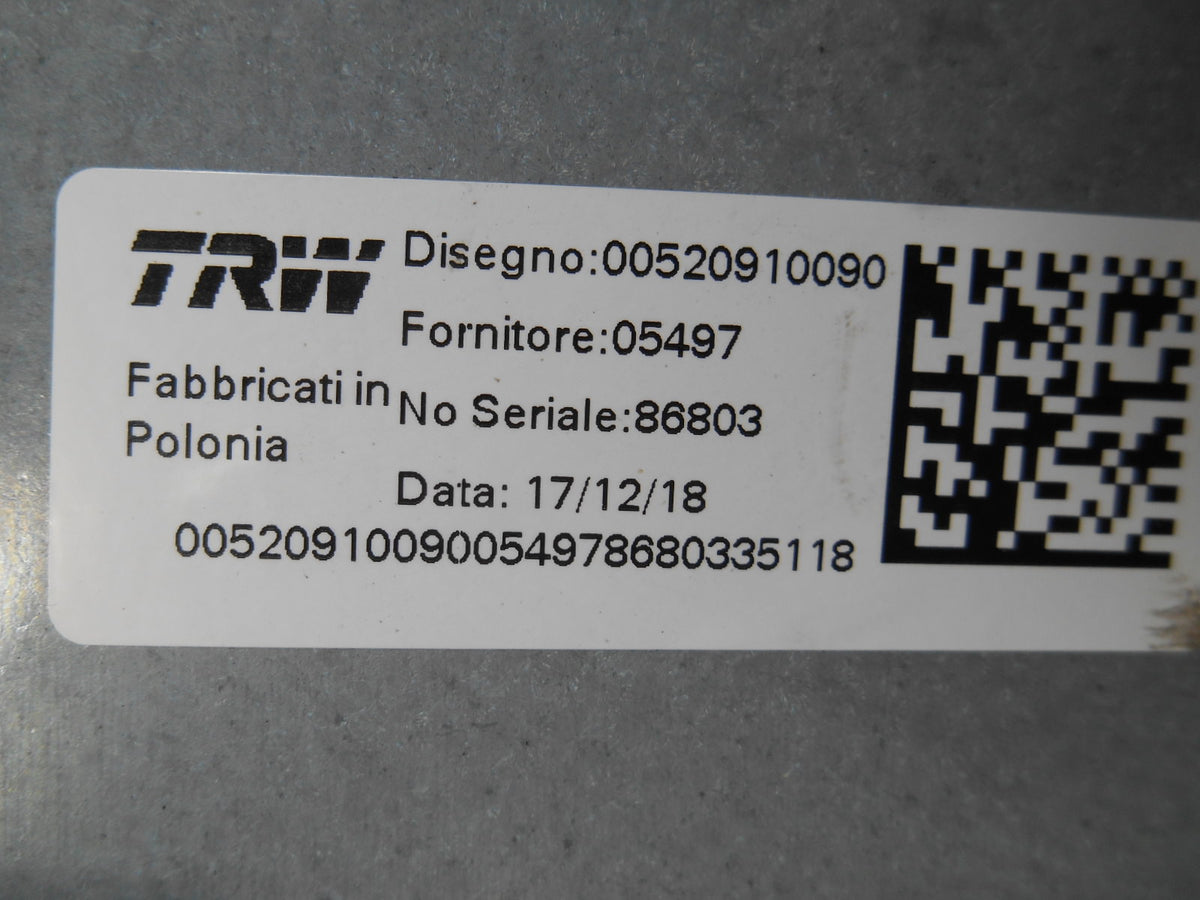 TRW
Disegno:00520910090
Fornitore:05497
Fabbricati in
Polonia
No Seriale:86803
Data: 17/12/18
00520910090054978680335118